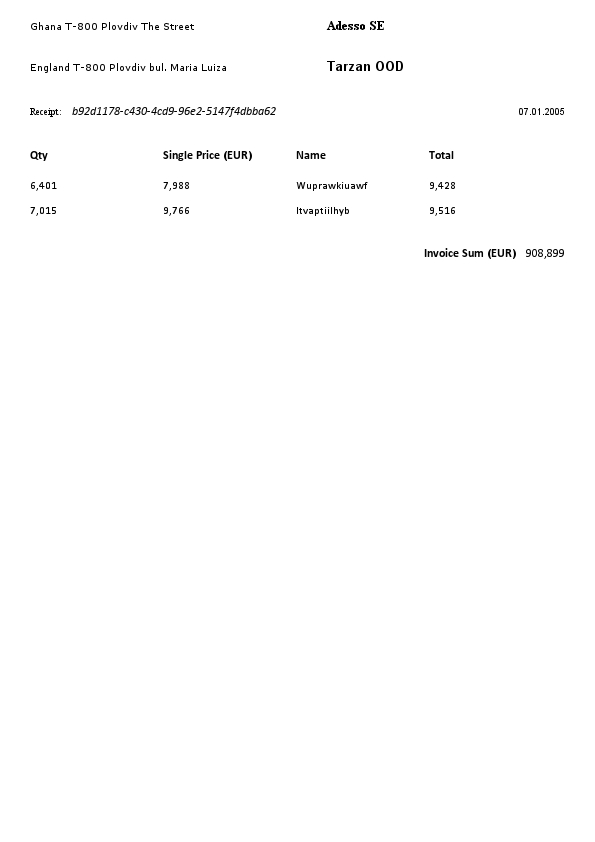 Ghana T-800 Plovdiv The Street Adesso SE
England T-800 Plovdiv bul. Maria Luiza Tarzan OOD
Receipt: b92d1178-c430-4cd9-96e2-5147f4dbba62 07.01.2005
Qty Single Price (EUR) Name Total
6,401 7,988 Wuprawkiuawf 9,428
7,015 9,766 Itvaptiilhyb 9,516
Invoice Sum (EUR) 908,899